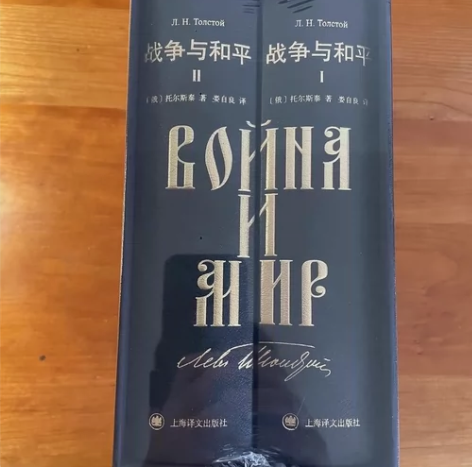 Л. Н. Толстой
战争与和平
II
［俄］托尔斯泰 著 娄自良 译
Л. Н. Толстой
战争与和平
I
［俄］托尔斯泰 著 娄自良 译
ВОЙНА
И
МИР
Лев Толстой
上海译文出版社
上海译文出版社